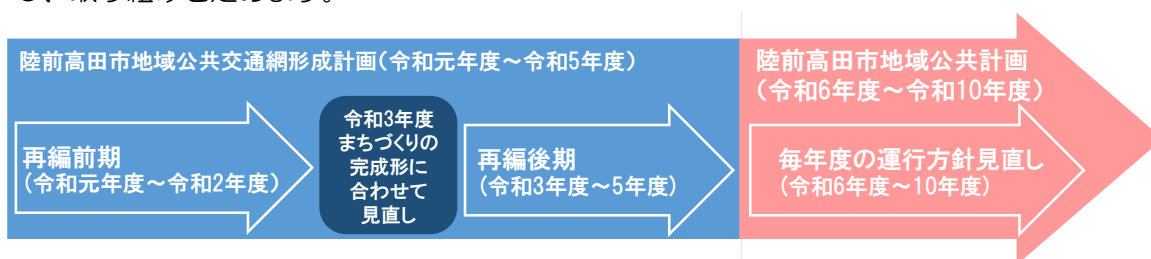 陸前高田市地域公共交通網形成計画(令和元年度～令和5年度)
再編前期
(令和元年度～令和2年度)
令和3年度
まちづくりの
完成形に
合わせて
見直し
再編後期
(令和3年度～5年度)
陸前高田市地域公共計画
(令和6年度～令和10年度)
毎年度の運行方針見直し
(令和6年度～10年度)